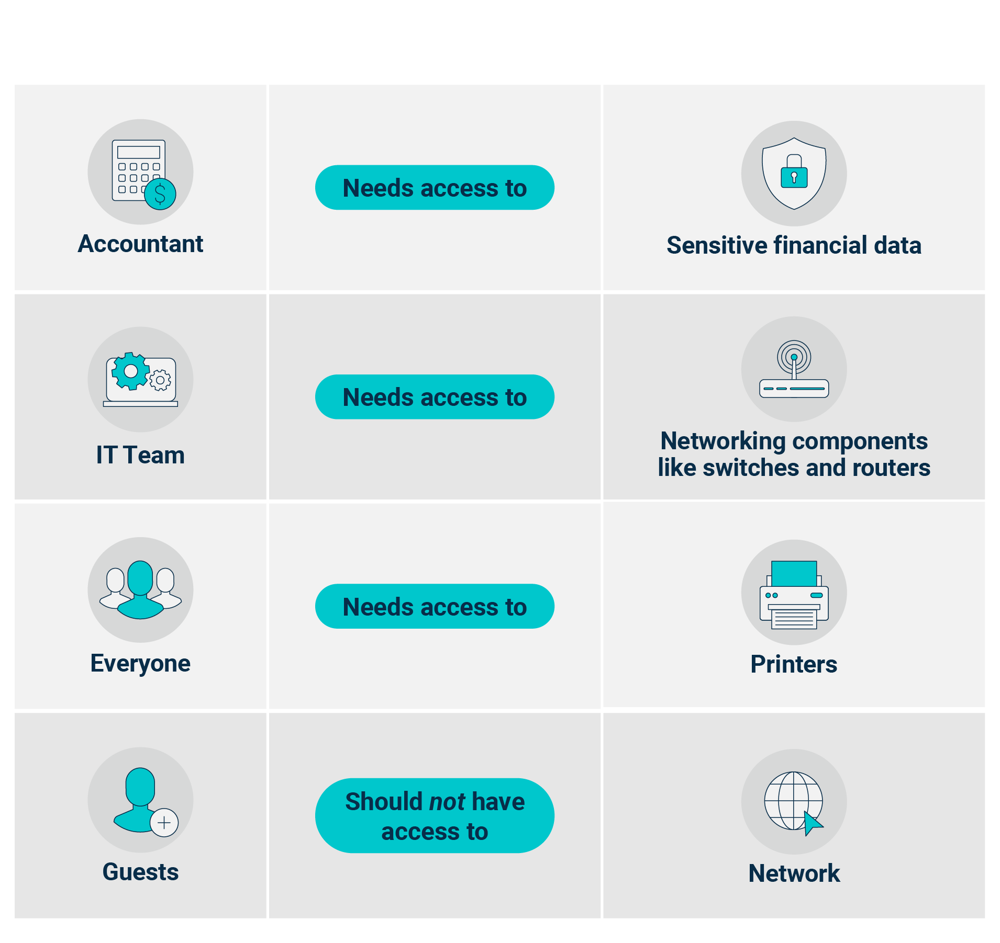 Accountant
Needs access to
Sensitive financial data
IT Team
Needs access to
Networking components
like switches and routers
Everyone
Needs access to
Printers
Guests
Should not have
access to
Network